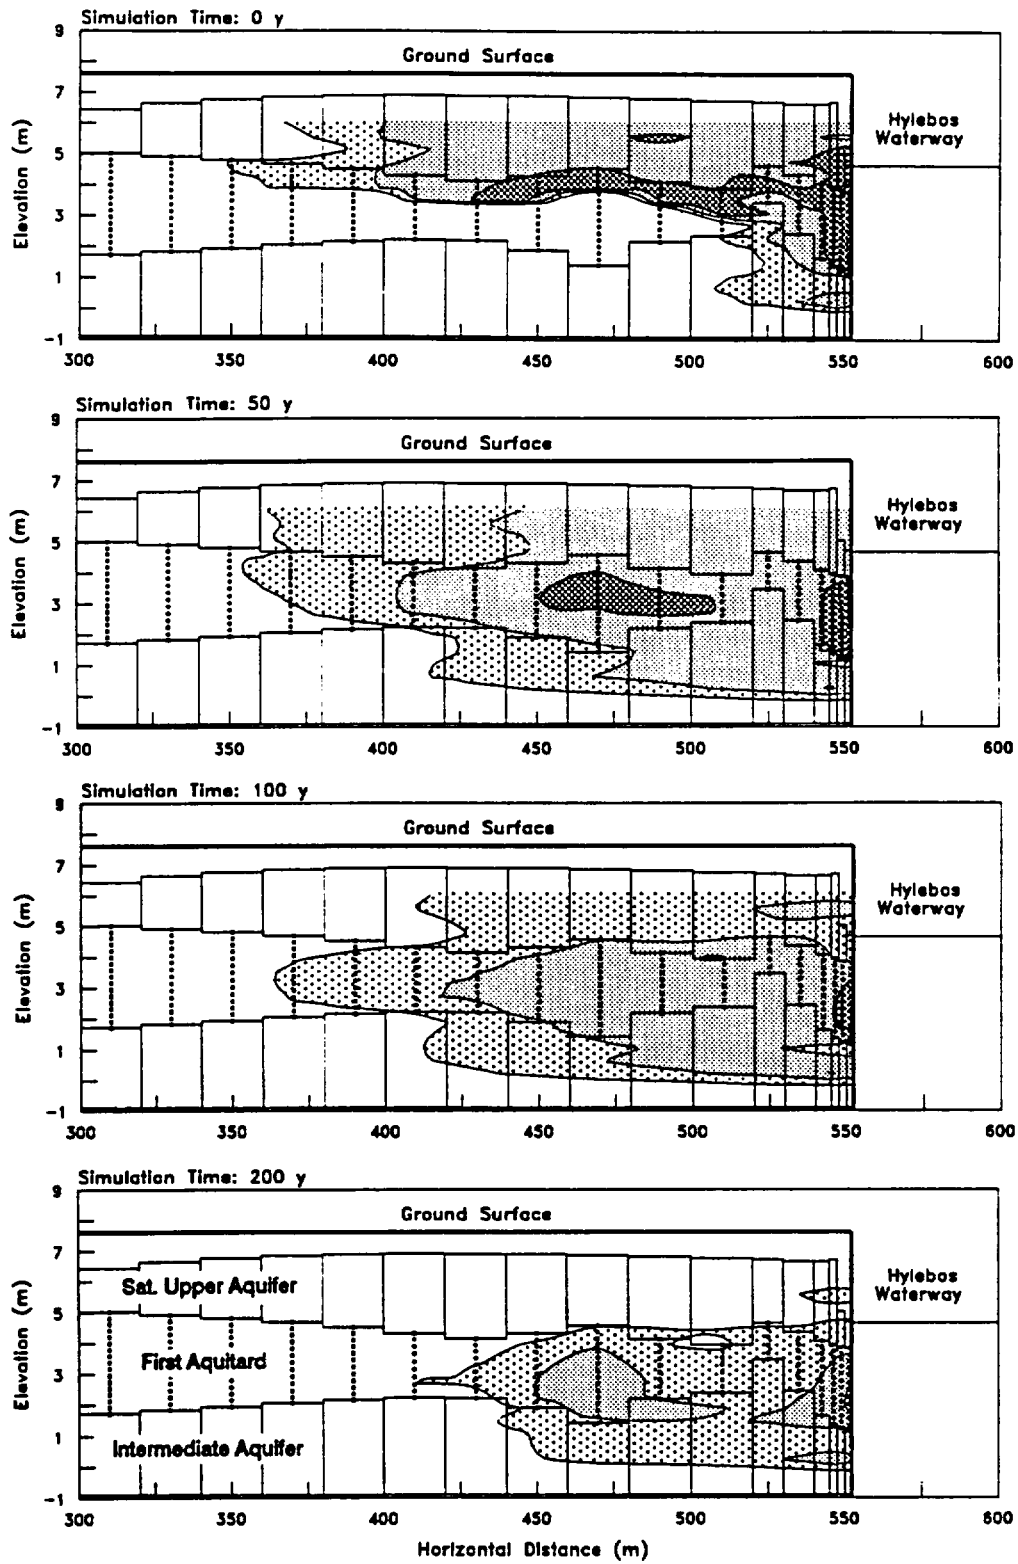 Simulation Time: 0 y
9
7
5
3
1
-1
Elevation (m)
Ground Surface
Hylebos
Waterway
300
350
400
450
500
550
600
Simulation Time: 50 y
9
7
5
3
1
-1
Elevation (m)
Ground Surface
Hylebos
Waterway
300
350
400
450
500
550
600
Simulation Time: 100 y
9
7
5
3
1
-1
Elevation (m)
Ground Surface
Hylebos
Waterway
300
350
400
450
500
550
600
Simulation Time: 200 y
9
7
5
3
1
-1
Elevation (m)
Ground Surface
Sat. Upper Aquifer
First Aquitard
Intermediate Aquifer
Hylebos
Waterway
300
350
400
450
500
550
600
Horizontal Distance (m)